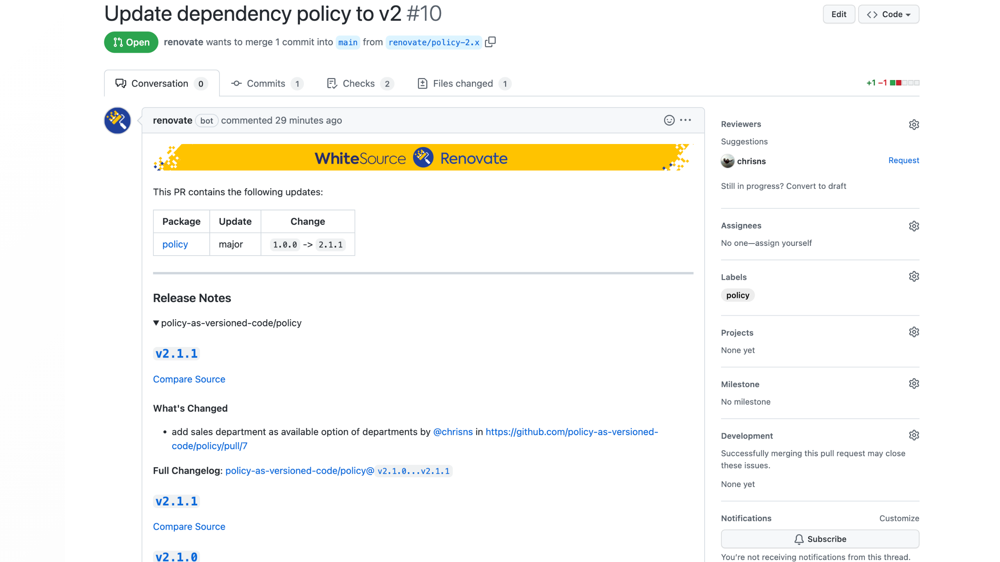 Update dependency policy to v2 #10
Edit
<> Code
Open
renovate wants to merge 1 commit into main from renovate/policy-2.x
Conversation 0
Commits 1
Checks 2
Files changed 1
+1 −1
renovate bot commented 29 minutes ago
WhiteSource Renovate
This PR contains the following updates:
Package Update Change
policy major 1.0.0 -> 2.1.1
Release Notes
policy-as-versioned-code/policy
v2.1.1
Compare Source
What's Changed
• add sales department as available option of departments by @chrisns in https://github.com/policy-as-versioned-
code/policy/pull/7
Full Changelog: policy-as-versioned-code/policy@v2.1.0...v2.1.1
v2.1.1
Compare Source
v2.1.0
Reviewers
Suggestions
chrisns Request
Still in progress? Convert to draft
Assignees
No one—assign yourself
Labels
policy
Projects
None yet
Milestone
No milestone
Development
Successfully merging this pull request may close
these issues.
None yet
Notifications Customize
Subscribe
You're not receiving notifications from this thread.